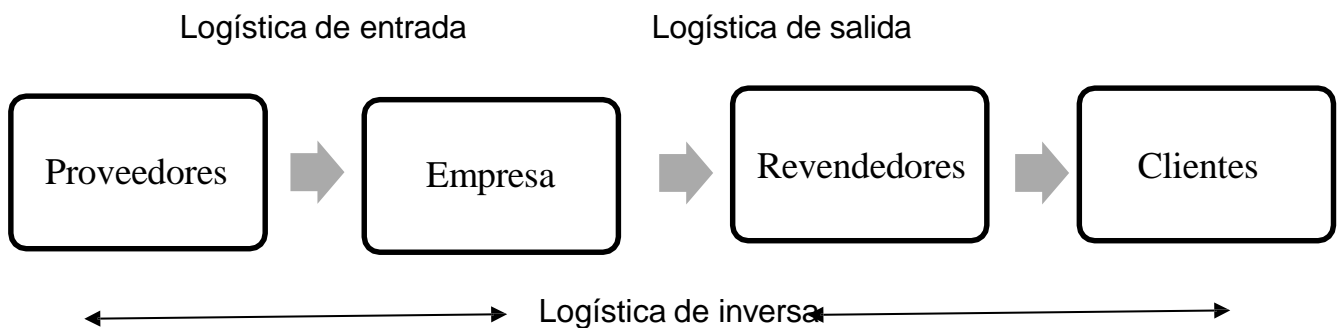 Logística de entrada
Logística de salida
Proveedores
Empresa
Revendedores
Clientes
Logística de inversa